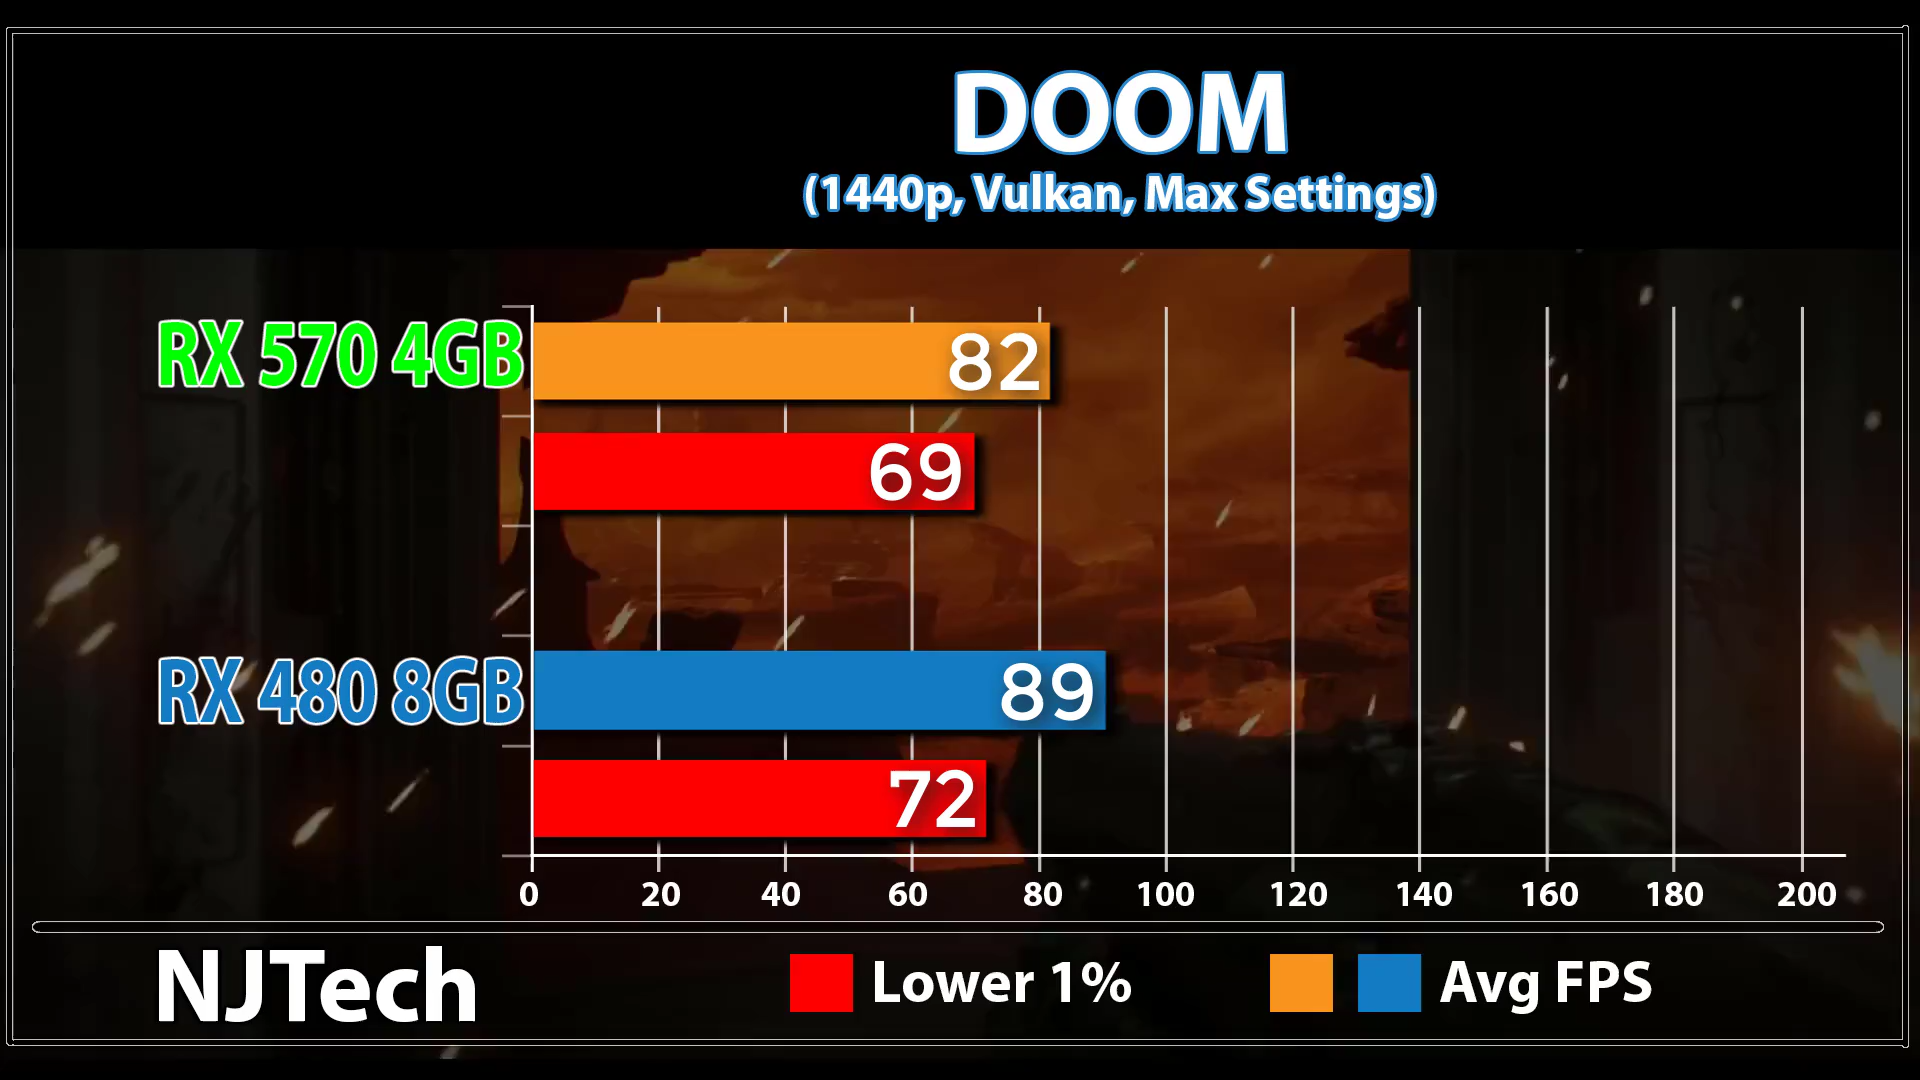 DOOM
(1440p, Vulkan, Max Settings)
RX 570 4GB
82
69
RX 480 8GB
89
72
0 20 40 60 80 100 120 140 160 180 200
NJTech
Lower 1%
Avg FPS